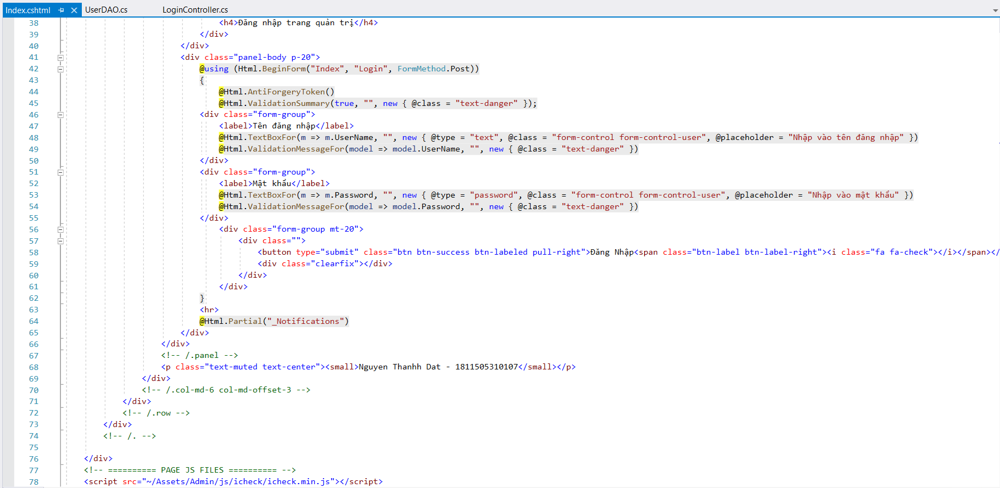 Index.cshtml UserDAO.cs LoginController.cs
38 <h4>Đăng nhập trang quản trị</h4>
39 </div>
40 </div>
41 <div class="panel-body p-20">
42 @using (Html.BeginForm("Index", "Login", FormMethod.Post))
43 {
44 @Html.AntiForgeryToken()
45 @Html.ValidationSummary(true, "", new { @class = "text-danger" });
46 <div class="form-group">
47 <label>Tên đăng nhập</label>
48 @Html.TextBoxFor(m => m.UserName, "", new { @type = "text", @class = "form-control form-control-user", @placeholder = "Nhập vào tên đăng nhập" })
49 @Html.ValidationMessageFor(model => model.UserName, "", new { @class = "text-danger" })
50 </div>
51 <div class="form-group">
52 <label>Mật khẩu</label>
53 @Html.TextBoxFor(m => m.Password, "", new { @type = "password", @class = "form-control form-control-user", @placeholder = "Nhập vào mật khẩu" })
54 @Html.ValidationMessageFor(model => model.Password, "", new { @class = "text-danger" })
55 </div>
56 <div class="form-group mt-20">
57 <div class="">
58 <button type="submit" class="btn btn-success btn-labeled pull-right">Đăng Nhập<span class="btn-label btn-label-right"><i class="fa fa-check"></i></span></
59 <div class="clearfix"></div>
60 </div>
61 </div>
62 }
63 <hr>
64 @Html.Partial("_Notifications")
65 </div>
66 </div>
67 <!-- /.panel -->
68 <p class="text-muted text-center"><small>Nguyen Thanhh Dat - 1811505310107</small></p>
69 </div>
70 <!-- /.col-md-6 col-md-offset-3 -->
71 </div>
72 <!-- /.row -->
73 </div>
74 <!-- /. -->
75
76 </div>
77 <!-- ========== PAGE JS FILES ========== -->
78 <script src="~/Assets/Admin/js/icheck/icheck.min.js"></script>